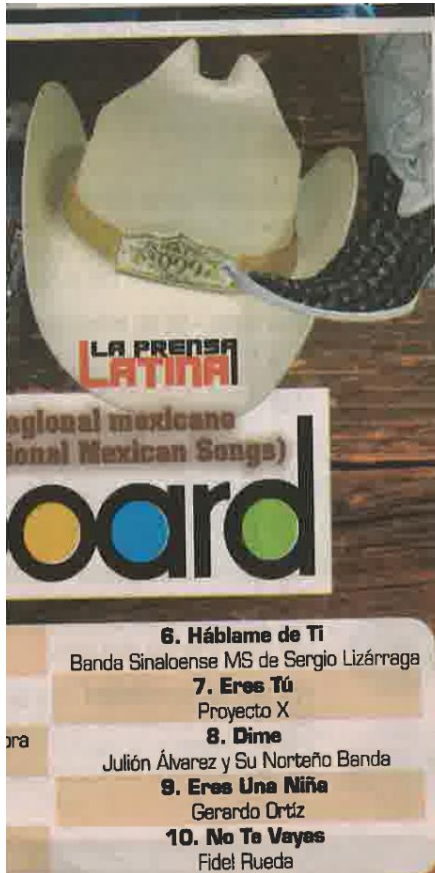 LA PRENSA
LATINA
regional mexicano
ional Mexican Songs)
board
6. Háblame de Ti
Banda Sinaloense MS de Sergio Lizárraga
7. Eres Tú
Proyecto X
ora
8. Dime
Julión Álvarez y Su Norteño Banda
9. Eres Una Niña
Gerardo Ortíz
10. No Te Vayas
Fidel Rueda